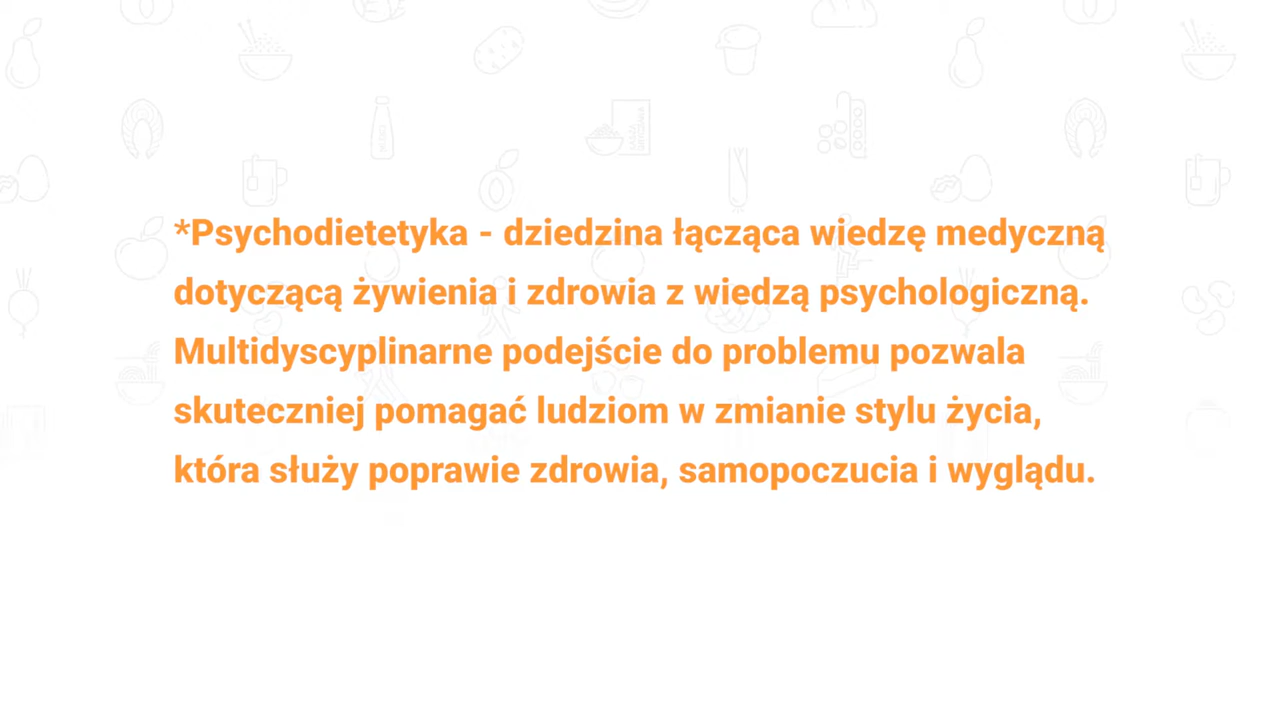 *Psychodietetyka - dziedzina łącząca wiedzę medyczną
dotyczącą żywienia i zdrowia z wiedzą psychologiczną.
Multidyscyplinarne podejście do problemu pozwala
skuteczniej pomagać ludziom w zmianie stylu życia,
która służy poprawie zdrowia, samopoczucia i wyglądu.